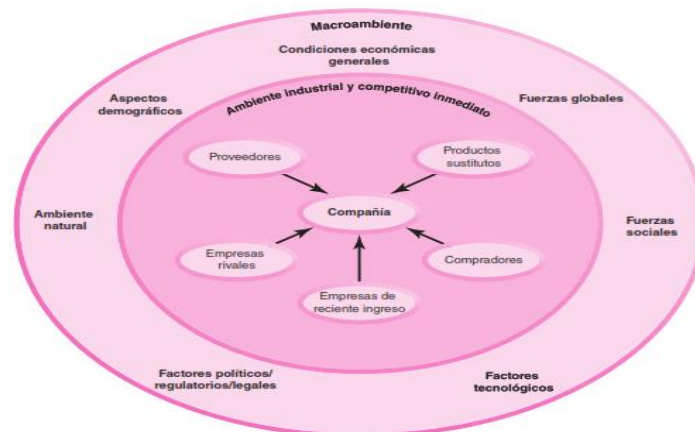 Macroambiente
Condiciones económicas
generales
Aspectos
demográficos
Fuerzas globales
Ambiente industrial y competitivo inmediato
Proveedores
Productos
sustitutos
Compañía
Ambiente
natural
Fuerzas
sociales
Empresas
rivales
Compradores
Empresas de
reciente ingreso
Factores políticos/
regulatorios/legales
Factores
tecnológicos